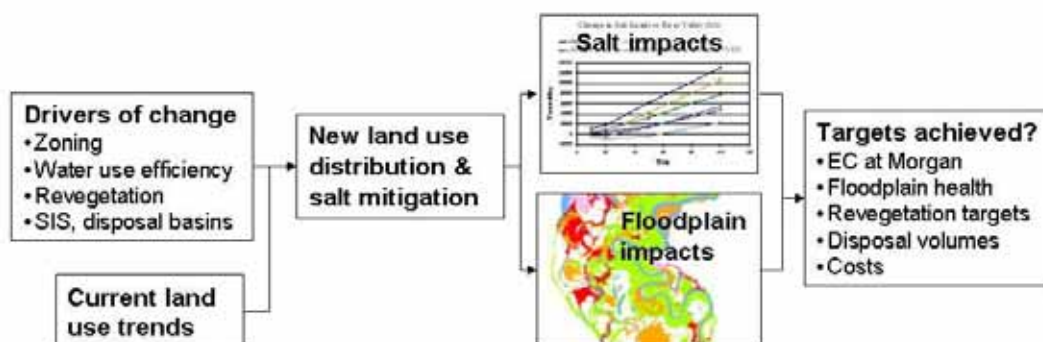 Drivers of change
•Zoning
•Water use efficiency
•Revegetation
•SIS, disposal basins
Current land
use trends
New land use
distribution &
salt mitigation
Salt impacts
Floodplain
impacts
Targets achieved?
•EC at Morgan
•Floodplain health
•Revegetation targets
•Disposal volumes
•Costs